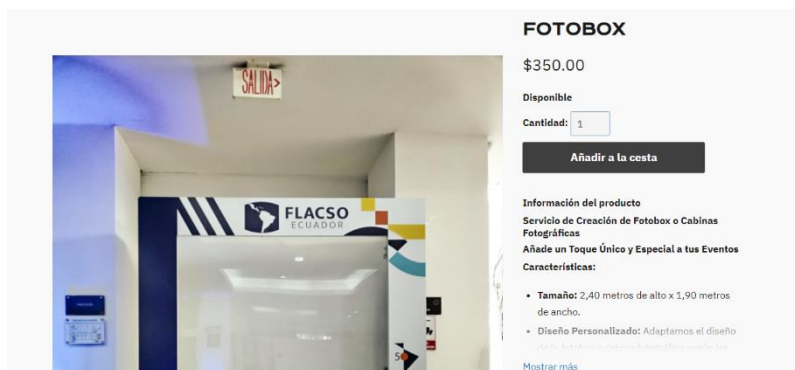 FOTOBOX
$350.00
Disponible
Cantidad: 1
Añadir a la cesta
Información del producto
Servicio de Creación de Fotobox o Cabinas
Fotográficas
Añade un Toque Único y Especial a tus Eventos
Características:
• Tamaño: 2,40 metros de alto x 1,90 metros
de ancho.
• Diseño Personalizado: Adaptamos el diseño
Mostrar más
SALIDA>
FLACSO
ECUADOR